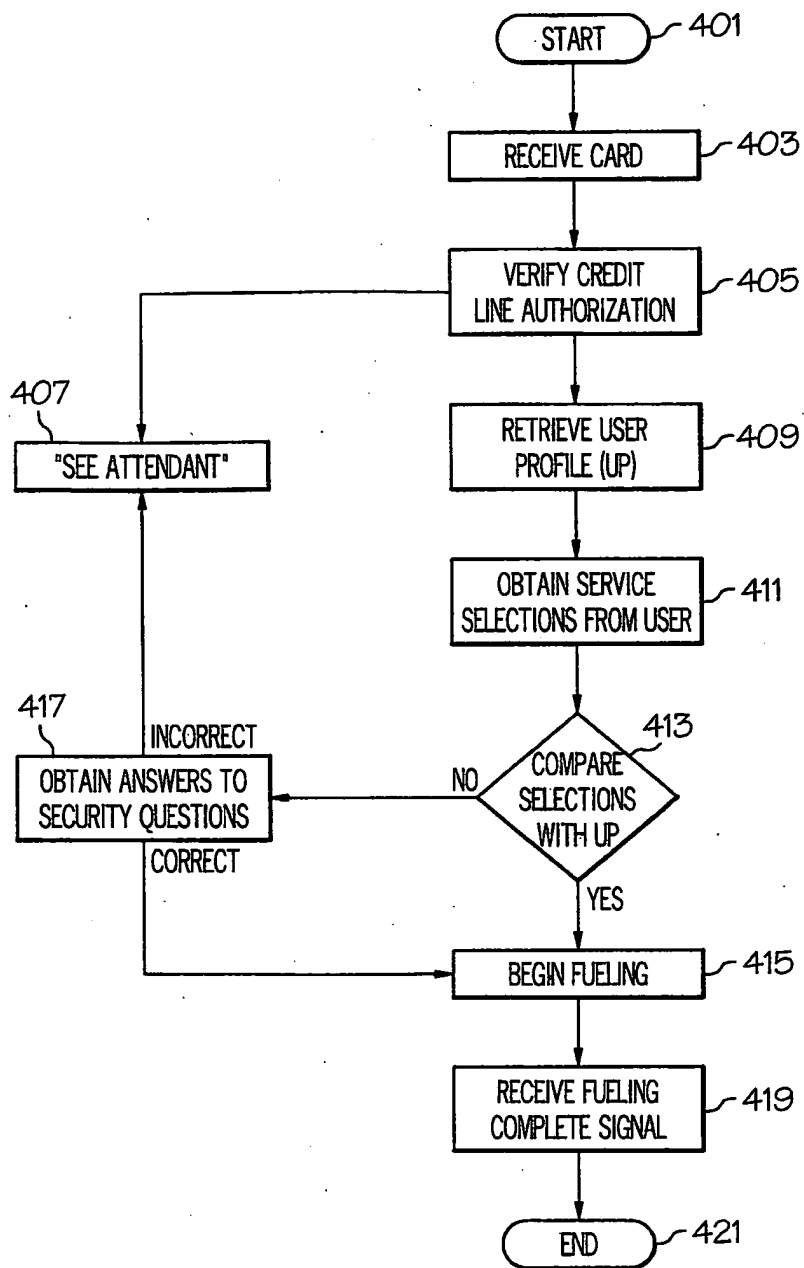 START
401
RECEIVE CARD
403
VERIFY CREDIT
LINE AUTHORIZATION
405
407
"SEE ATTENDANT"
RETRIEVE USER
PROFILE (UP)
409
OBTAIN SERVICE
SELECTIONS FROM USER
411
417
INCORRECT
OBTAIN ANSWERS TO
SECURITY QUESTIONS
CORRECT
NO
413
COMPARE
SELECTIONS
WITH UP
YES
BEGIN FUELING
415
RECEIVE FUELING
COMPLETE SIGNAL
419
END
421